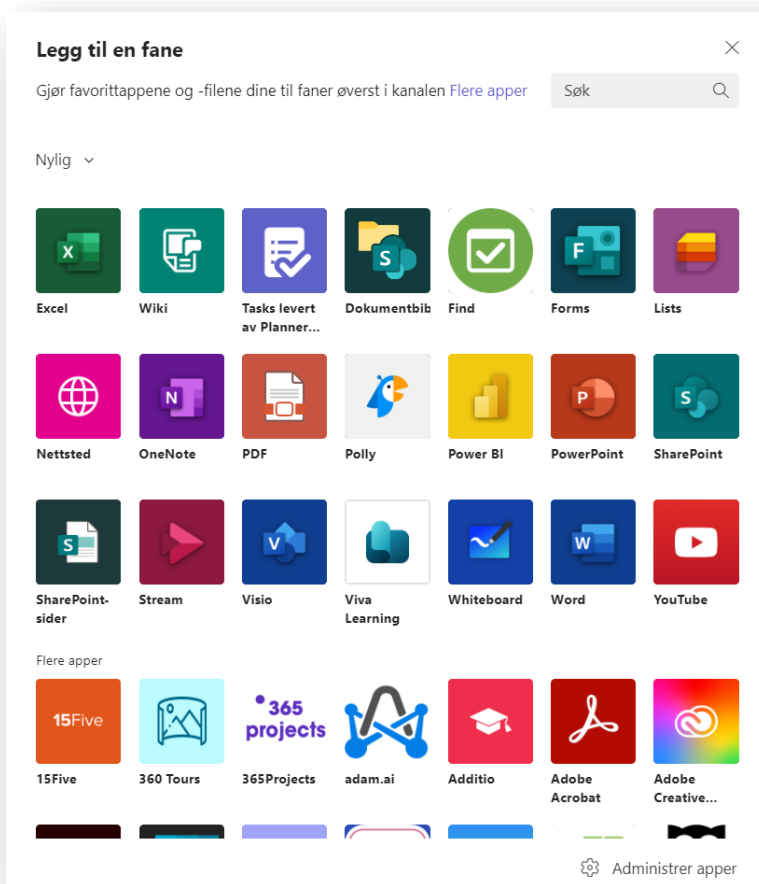 Legg til en fane
Gjør favorittappene og -filene dine til faner øverst i kanalen Flere apper
Søk
Nylig
X
S
F
Excel
Wiki
Tasks levert
av Planner...
Dokumentbib
Find
Forms
Lists
N
P
S
Nettsted
OneNote
PDF
Polly
Power BI
PowerPoint
SharePoint
S
V
W
SharePoint-
sider
Stream
Visio
Viva
Learning
Whiteboard
Word
YouTube
Flere apper
15Five
365
projects
15Five
360 Tours
365Projects
adam.ai
Additio
Adobe
Acrobat
Adobe
Creative...
Administrer apper